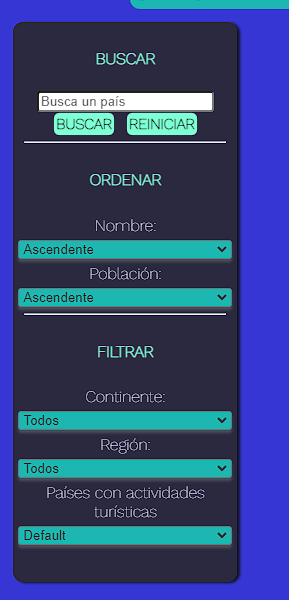 BUSCAR
Busca un país
BUSCAR REINICIAR
ORDENAR
Nombre:
Ascendente
Población:
Ascendente
FILTRAR
Continente:
Todos
Región:
Todos
Países con actividades
turísticas
Default